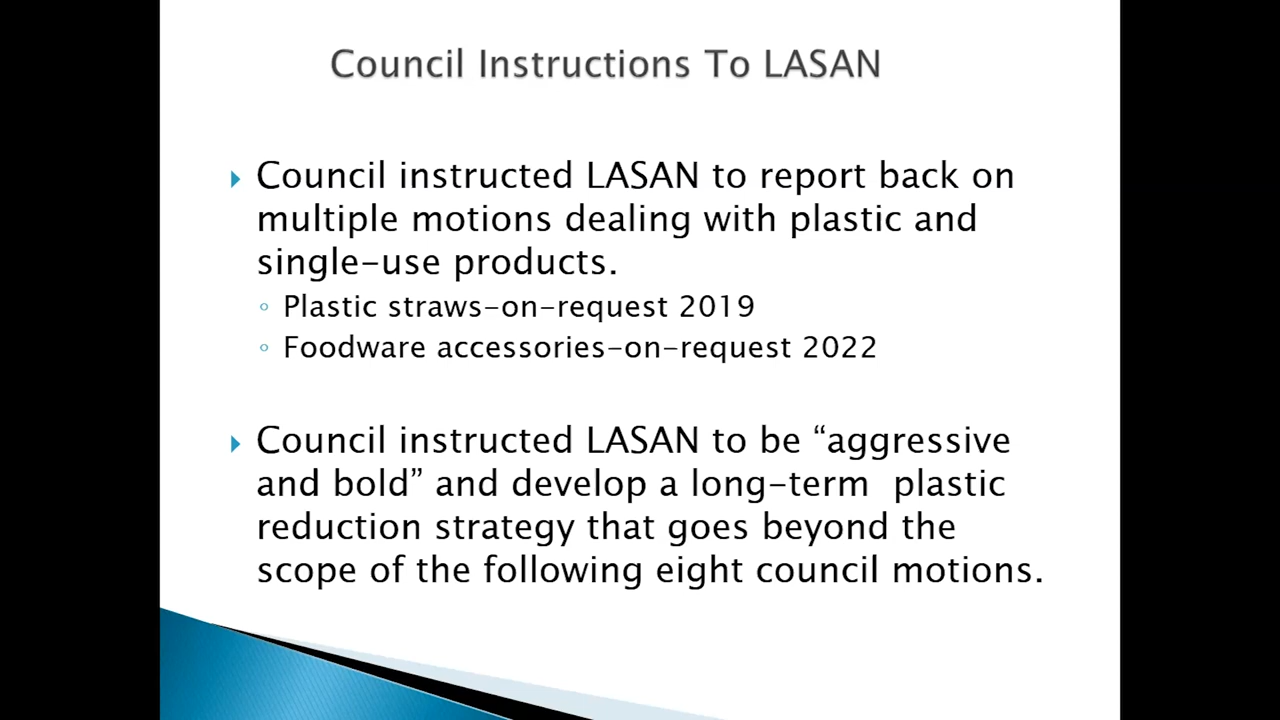 Council Instructions To LASAN
Council instructed LASAN to report back on
multiple motions dealing with plastic and
single-use products.
Plastic straws-on-request 2019
Foodware accessories-on-request 2022
Council instructed LASAN to be “aggressive
and bold” and develop a long-term  plastic
reduction strategy that goes beyond the
scope of the following eight council motions.